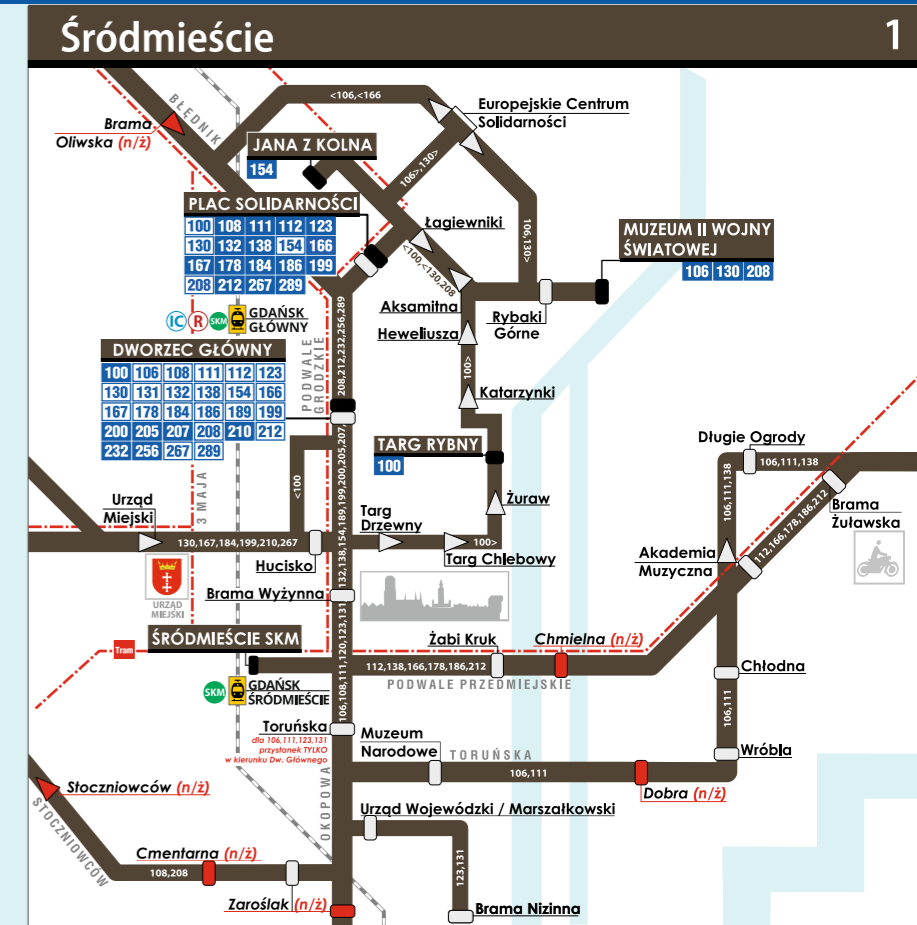 Śródmieście 1
BŁĘDNIK
<106,<166
Europejskie Centrum
Solidarności
Brama
Oliwska (n/ż)
JANA Z KOLNA
154
106>,130>
PLAC SOLIDARNOŚCI
100 108 111 112 123
130 132 138 154 166
167 178 184 186 199
208 212 267 289
Łagiewniki
<100,<130,208
106,130>
MUZEUM II WOJNY
ŚWIATOWEJ
106 130 208
Aksamitna
Rybaki
Górne
IC R SKM GDAŃSK
GŁÓWNY
Heweliusza
PODWALE
GRODZKIE
208,212,232,256,289
DWORZEC GŁÓWNY
100 106 108 111 112 123
130 131 132 138 154 166
167 178 184 186 189 199
200 205 207 208 210 212
232 256 267 289
100>
Katarzynki
TARG RYBNY
100
Długie Ogrody
106,111,138
106,111,138
<100
3 MAJA
Żuraw
Urząd
Miejski
Targ
Drzewny
Brama
Żuławska
112,166,178,186,212
130,167,184,199,210,267
100>
Hucisko
Targ Chlebowy
Akademia
Muzyczna
URZĄD
MIEJSKI
Brama Wyżynna
106,108,111,120,123,131
132,138,154,189,199,200,205,207,
Tram
ŚRÓDMIEŚCIE SKM
Żabi Kruk
Chmielna (n/ż)
112,138,166,178,186,212
PODWALE PRZEDMIEJSKIE
Chłodna
SKM GDAŃSK
ŚRÓDMIEŚCIE
106,111
Toruńska
dla 106,111,123,131
przystanek TYLKO
w kierunku Dw. Głównego
Muzeum
Narodowe
TORUŃSKA
Wróbla
106,111
Stoczniowców (n/ż)
Dobra (n/ż)
OKOPOWA
Urząd Wojewódzki / Marszałkowski
STOCZNIOWCÓW
Cmentarna (n/ż)
108,208
123,131
Zaroślak (n/ż)
Brama Nizinna